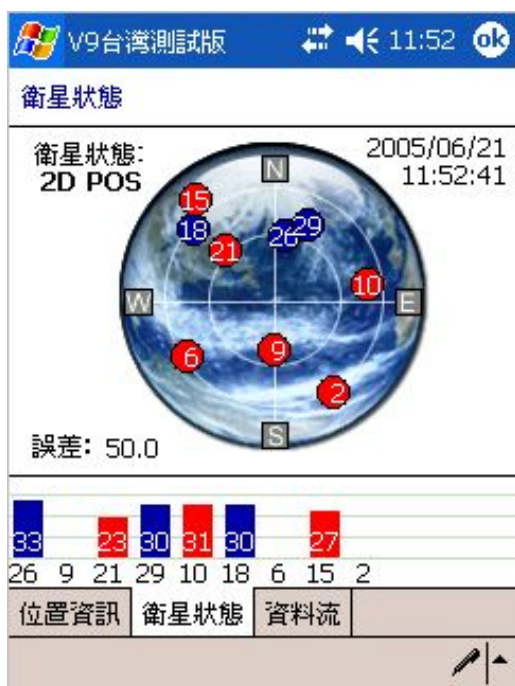 V9台灣測試版 11:52 ok
衛星狀態
衛星狀態:
2D POS
2005/06/21
11:52:41
N
15
18
26
29
21
10
W
E
6
9
2
S
誤差: 50.0
33 23 30 31 30 27
26 9 21 29 10 18 6 15 2
位置資訊 衛星狀態 資料流